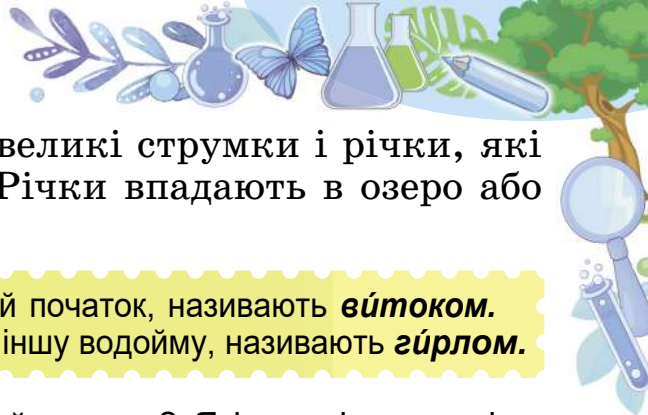 великі струмки і річки, які
Річки впадають в озеро або
й початок, називають ви́током.
іншу водойму, називають ги́рлом.